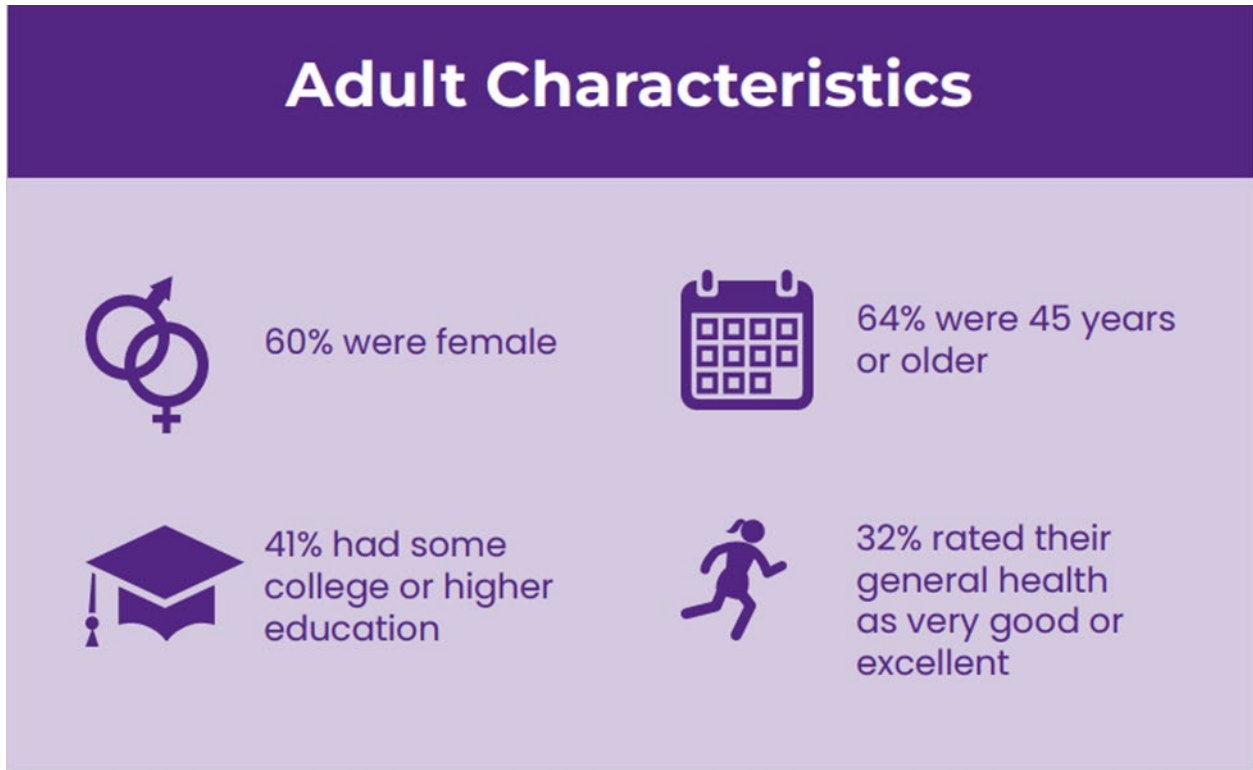 Adult Characteristics
60% were female
64% were 45 years
or older
41% had some
college or higher
education
32% rated their
general health
as very good or
excellent